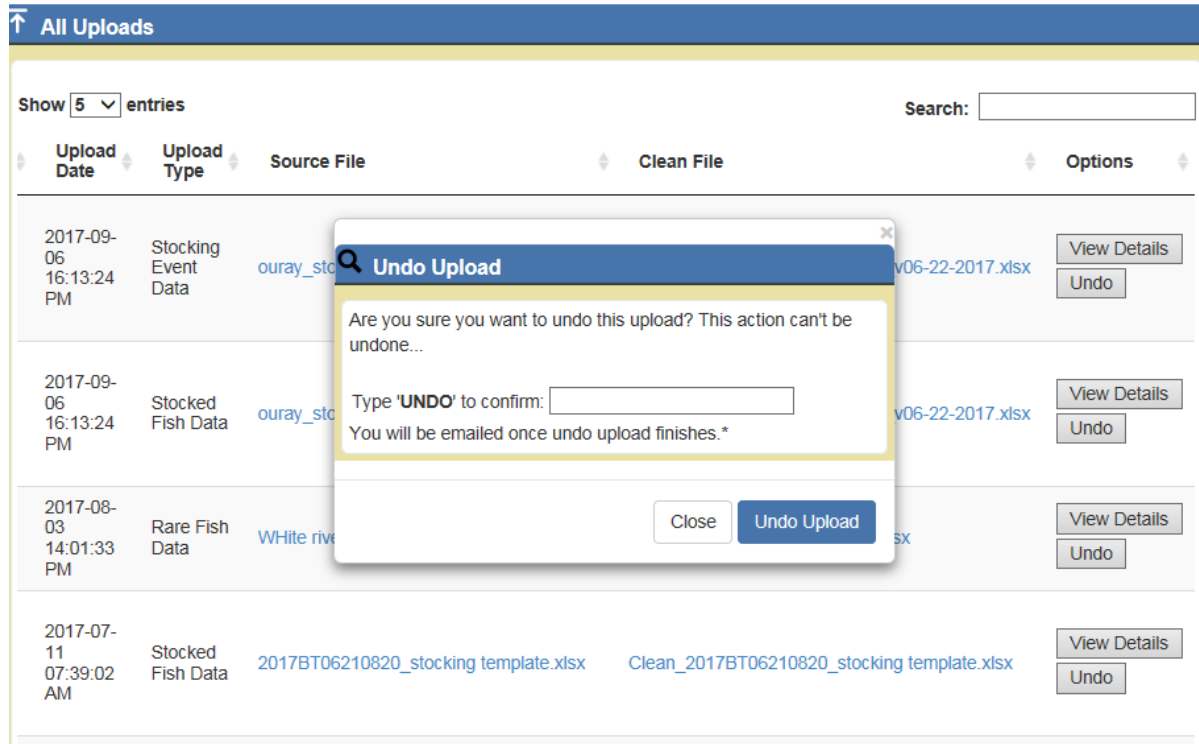 All Uploads
Show 5 entries
Search:
Upload Date Upload Type Source File Clean File Options
2017-09-
06
16:13:24
PM
Stocking
Event
Data
ouray_sto
v06-22-2017.xlsx
View Details
Undo
2017-09-
06
16:13:24
PM
Stocked
Fish Data
ouray_sto
v06-22-2017.xlsx
View Details
Undo
2017-08-
03
14:01:33
PM
Rare Fish
Data
WHite rive
sx
View Details
Undo
2017-07-
11
07:39:02
AM
Stocked
Fish Data
2017BT06210820_stocking template.xlsx
Clean_2017BT06210820_stocking template.xlsx
View Details
Undo
×
Undo Upload
Are you sure you want to undo this upload? This action can't be
undone...
Type 'UNDO' to confirm:
You will be emailed once undo upload finishes.*
Close
Undo Upload